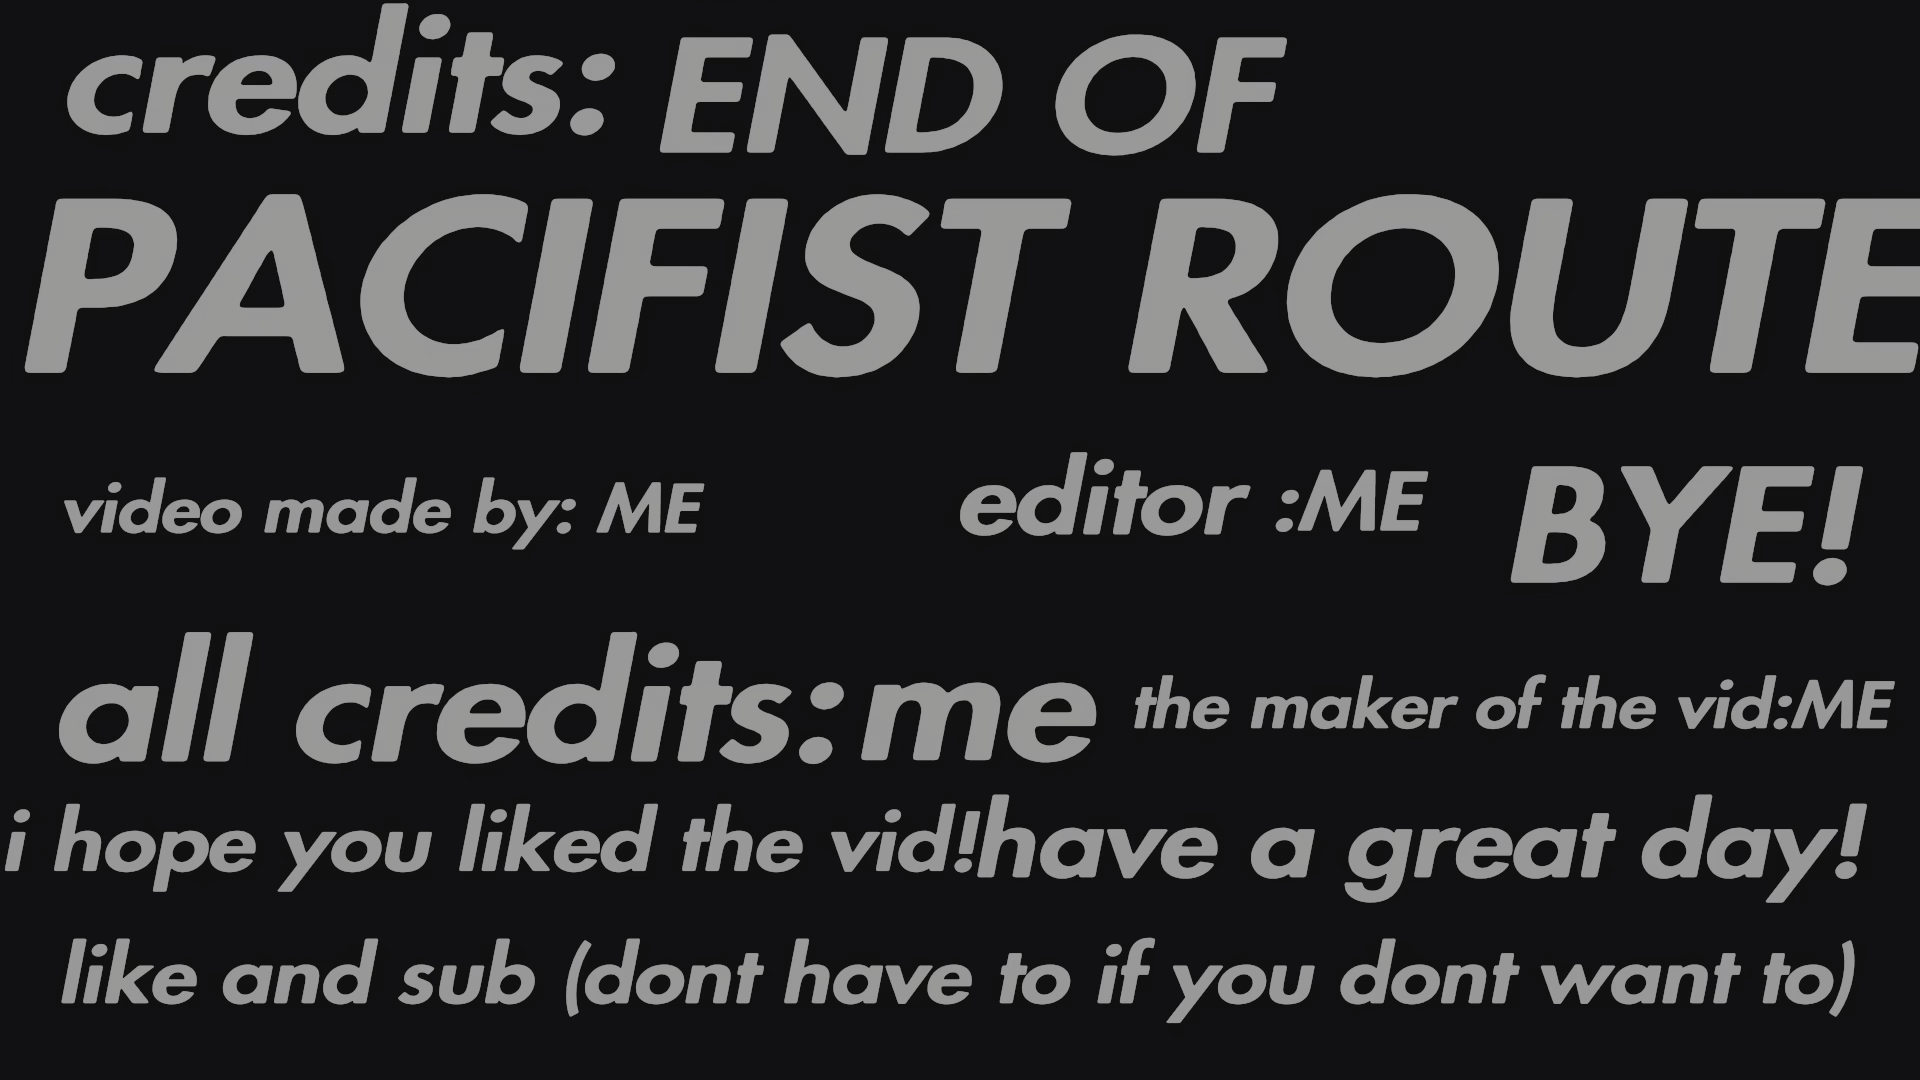 credits: END OF
PACIFIST ROUTE
video made by: ME editor :ME BYE!
all credits:me the maker of the vid:ME
i hope you liked the vid!have a great day!
like and sub (dont have to if you dont want to)